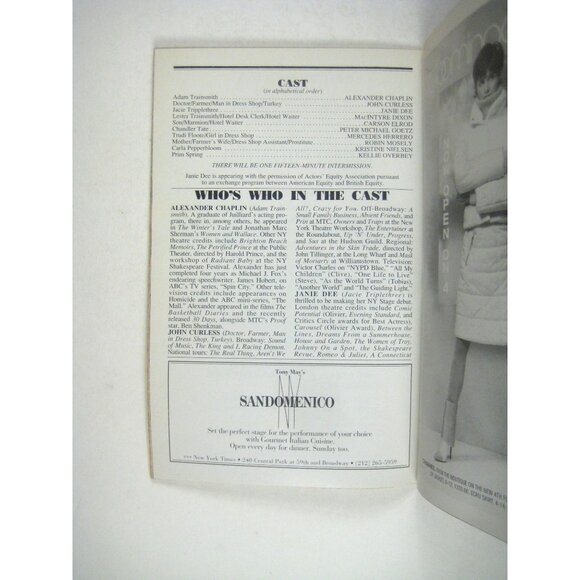 CAST
(in alphabetical order)
Adam Trainsmith ALEXANDER CHAPLIN
Doctor/Farmer/Man in Dress Shop/Turkey JOHN CURLESS
Jacie Triplethree JANIE DEE
Lester Trainsmith/Hotel Desk Clerk/Hotel Waiter MacINTYRE DIXON
Son/Marmion/Hotel Waiter CARSON ELROD
Chandler Tate PETER MICHAEL GOETZ
Trudi Floote/Girl in Dress Shop MERCEDES HERRERO
Mother/Farmer's Wife/Dress Shop Assistant/Prostitute ROBIN MOSELY
Carla Pepperbloom KRISTINE NIELSEN
Prim Spring KELLIE OVERBEY
THERE WILL BE ONE FIFTEEN-MINUTE INTERMISSION.
Janie Dee is appearing with the permission of Actors' Equity Association pursuant
to an exchange program between American Equity and British Equity.
WHO'S WHO IN THE CAST
ALEXANDER CHAPLIN (Adam Train-
smith). A graduate of Juilliard's acting pro-
gram, there in, among others, he appeared
in The Winter's Tale and Jonathan Marc
Sherman's Women and Wallace. Other NY
theatre credits include Brighton Beach
Memoirs, The Petrified Prince at the Public
Theater, directed by Harold Prince, and the
workshop of Radiant Baby at the NY
Shakespeare Festival. Alexander has just
completed four years as Michael J. Fox's
endearing speechwriter, James Hobert, on
ABC's TV series, "Spin City." Other tele-
vision credits include appearances on
Homicide and the ABC mini-series, "The
Mall." Alexander appeared in the films The
Basketball Diaries and the recently
released 30 Days, alongside MTC's Proof
star, Ben Shenkman.
JOHN CURLESS (Doctor, Farmer, Man
in Dress Shop, Turkey). Broadway: Sound
of Music, The King and I, Racing Demon.
National tours: The Real Thing, Aren't We
All?, Crazy for You. Off-Broadway: A
Small Family Business, Absent Friends, and
Prin at MTC, Owners and Traps at the New
York Theatre Workshop, The Entertainer at
the Roundabout, Up 'N' Under, Progress,
and Sus at the Hudson Guild. Regional:
Adventures in the Skin Trade, directed by
John Tillinger, at the Long Wharf and Mask
of Moriarty at Williamstown. Television:
Victor Charles on "NYPD Blue," "All My
Children" (Clive), "One Life to Live"
(Steve), "As the World Turns" (Tobias),
"Another World" and "The Guiding Light."
JANIE DEE (Jacie Triplethree) is
thrilled to be making her NY Stage debut.
London theatre credits include Comic
Potential (Olivier, Evening Standard, and
Critics Circle awards for Best Actress),
Carousel (Olivier Award), Between the
Lines, Dreams From a Summerhouse,
House and Garden, The Women of Troy,
Johnny On a Spot, the Shakespeare
Revue, Romeo & Juliet, A Connecticut
Tony May's
SANDOMENICO
NY
Set the perfect stage for the performance of your choice
with Gourmet Italian Cuisine.
Open every day for dinner, Sunday too.
*** New York Times • 240 Central Park at 59th and Broadway • (212) 265-5959
OPEN